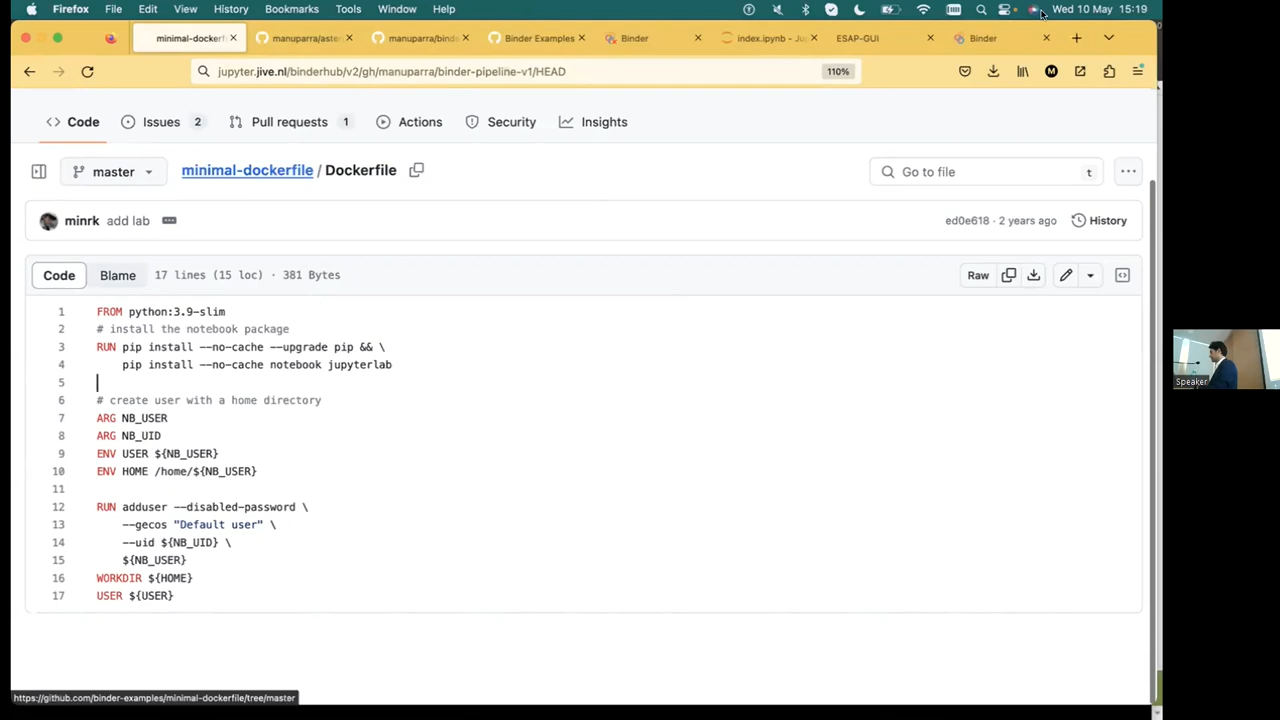 Firefox File Edit View History Bookmarks Tools Window Help Wed 10 May 15:19
minimal-dockerf manuparra/aste manuparra/binde Binder Examples Binder index.ipynb - Ju ESAP-GUI Binder
jupyter.jive.nl/binderhub/v2/gh/manuparra/binder-pipeline-v1/HEAD 110% M
Code Issues 2 Pull requests 1 Actions Security Insights
master minimal-dockerfile / Dockerfile Go to file t
minrk add lab ed0e618 · 2 years ago History
Code Blame 17 lines (15 loc) · 381 Bytes Raw
1 FROM python:3.9-slim
2 # install the notebook package
3 RUN pip install --no-cache --upgrade pip && \
4 pip install --no-cache notebook jupyterlab
5
6 # create user with a home directory
7 ARG NB_USER
8 ARG NB_UID
9 ENV USER ${NB_USER}
10 ENV HOME /home/${NB_USER}
11
12 RUN adduser --disabled-password \
13 --gecos "Default user" \
14 --uid ${NB_UID} \
15 ${NB_USER}
16 WORKDIR ${HOME}
17 USER ${USER}
https://github.com/binder-examples/minimal-dockerfile/tree/master
Speaker